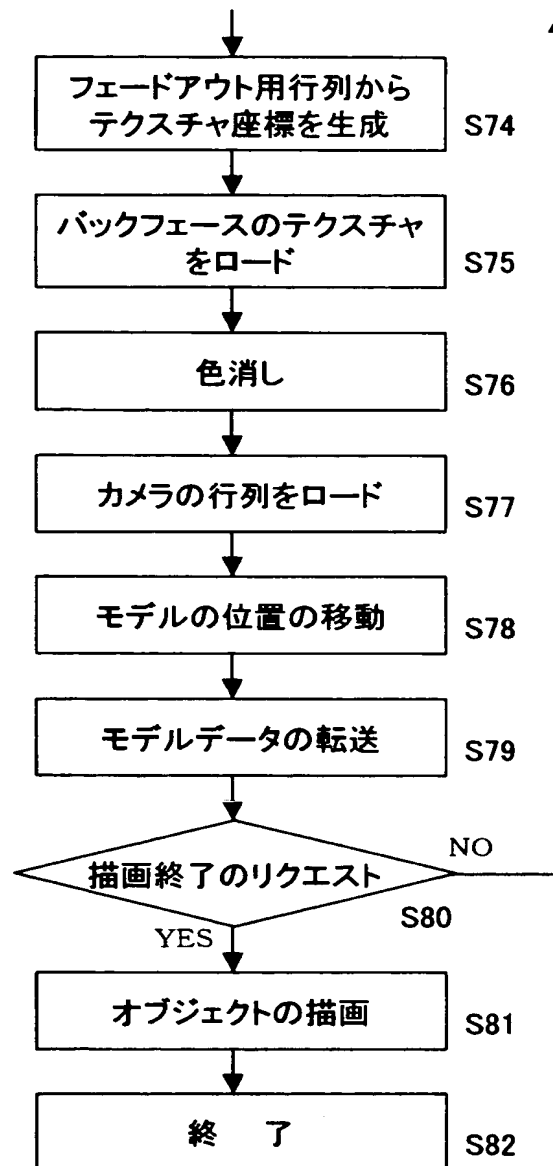 フェードアウト用行列から
テクスチャ座標を生成
S74
バックフェースのテクスチャ
をロード
S75
色消し
S76
カメラの行列をロード
S77
モデルの位置の移動
S78
モデルデータの転送
S79
描画終了のリクエスト
NO
S80
YES
オブジェクトの描画
S81
終 了
S82